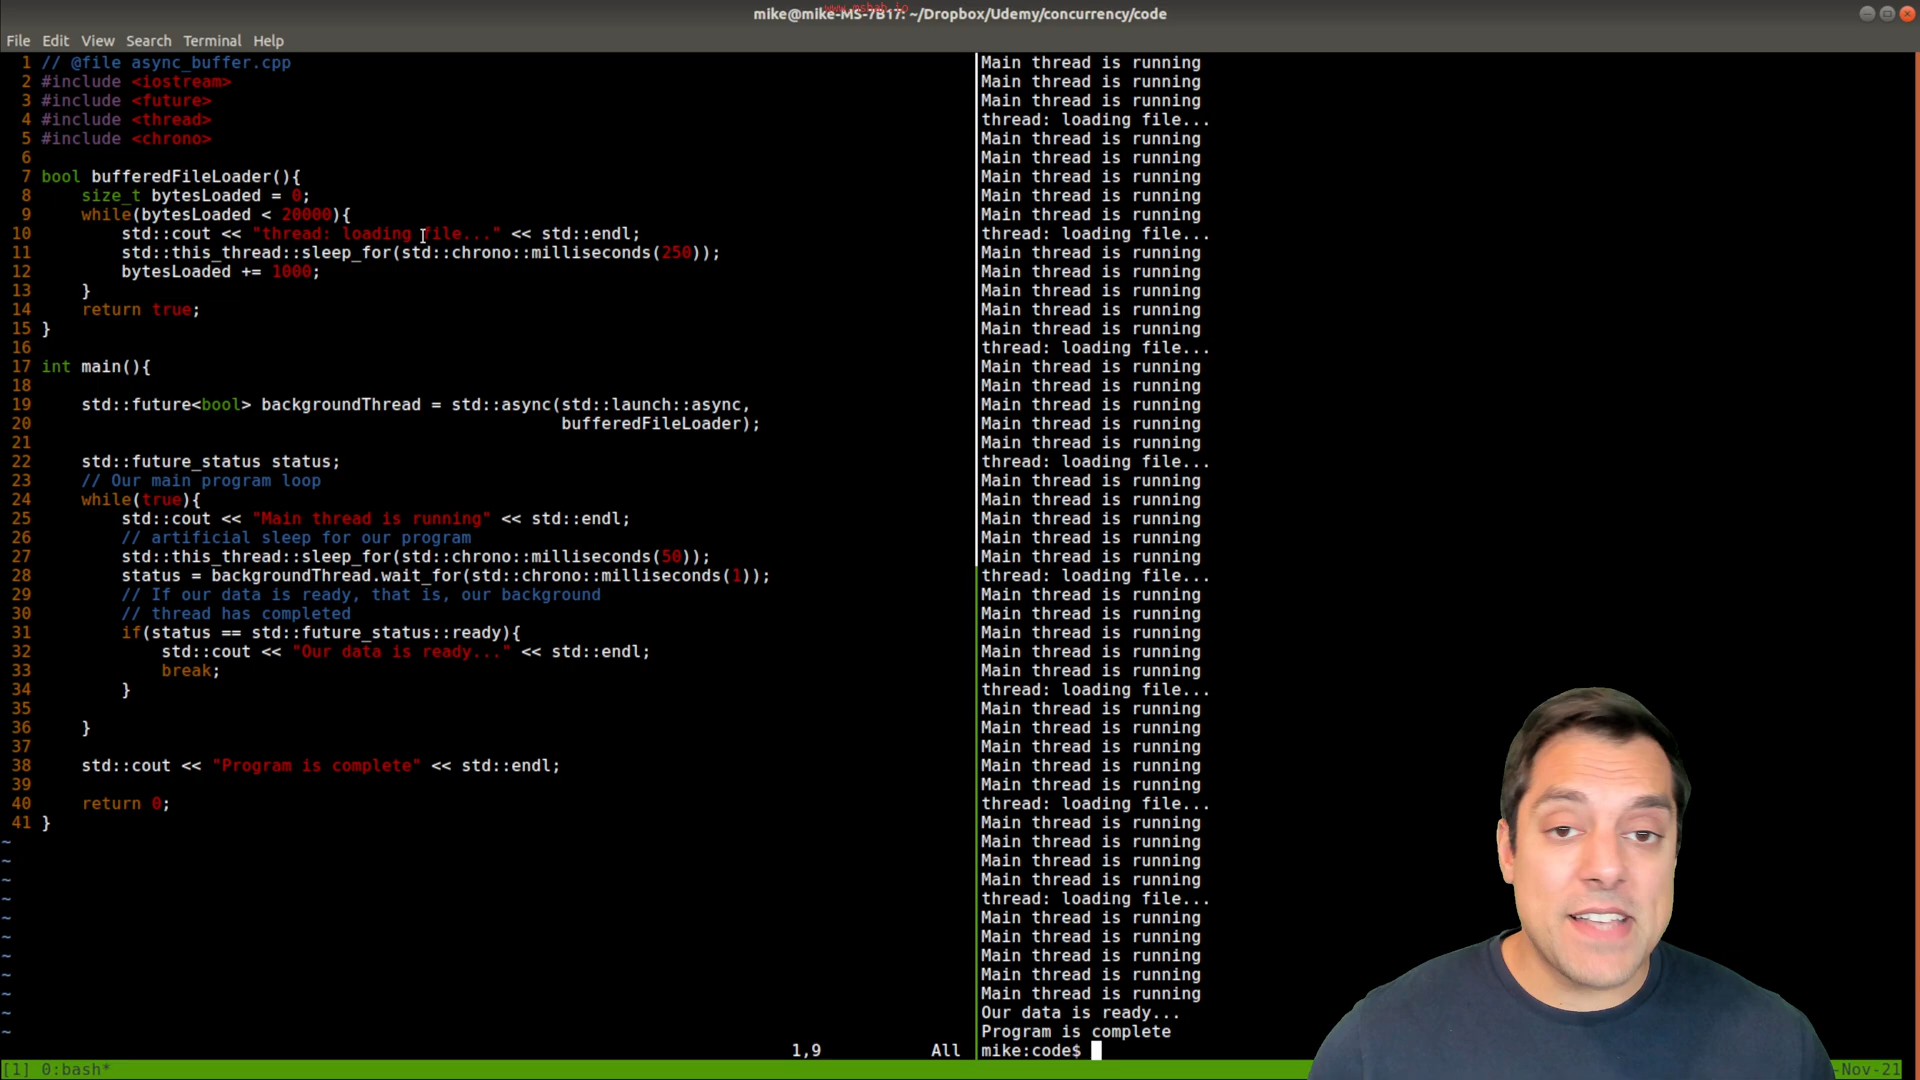 www.mshah.io
mike@mike-MS-7B17: ~/Dropbox/Udemy/concurrency/code
File Edit View Search Terminal Help
1 // @file async_buffer.cpp
2 #include <iostream>
3 #include <future>
4 #include <thread>
5 #include <chrono>
6
7 bool bufferedFileLoader(){
8     size_t bytesLoaded = 0;
9     while(bytesLoaded < 20000){
10         std::cout << "thread: loading file..." << std::endl;
11         std::this_thread::sleep_for(std::chrono::milliseconds(250));
12         bytesLoaded += 1000;
13     }
14     return true;
15 }
16
17 int main(){
18
19     std::future<bool> backgroundThread = std::async(std::launch::async,
20                                                     bufferedFileLoader);
21
22     std::future_status status;
23     // Our main program loop
24     while(true){
25         std::cout << "Main thread is running" << std::endl;
26         // artificial sleep for our program
27         std::this_thread::sleep_for(std::chrono::milliseconds(50));
28         status = backgroundThread.wait_for(std::chrono::milliseconds(1));
29         // If our data is ready, that is, our background
30         // thread has completed
31         if(status == std::future_status::ready){
32             std::cout << "Our data is ready..." << std::endl;
33             break;
34         }
35
36     }
37
38     std::cout << "Program is complete" << std::endl;
39
40     return 0;
41 }
~
~
~
~
~
~
~
~
~
~
~
1,9 All
Main thread is running
Main thread is running
Main thread is running
thread: loading file...
Main thread is running
Main thread is running
Main thread is running
Main thread is running
Main thread is running
thread: loading file...
Main thread is running
Main thread is running
Main thread is running
Main thread is running
Main thread is running
thread: loading file...
Main thread is running
Main thread is running
Main thread is running
Main thread is running
Main thread is running
thread: loading file...
Main thread is running
Main thread is running
Main thread is running
Main thread is running
Main thread is running
thread: loading file...
Main thread is running
Main thread is running
Main thread is running
Main thread is running
Main thread is running
thread: loading file...
Main thread is running
Main thread is running
Main thread is running
Main thread is running
Main thread is running
thread: loading file...
Main thread is running
Main thread is running
Main thread is running
Main thread is running
thread: loading file...
Main thread is running
Main thread is running
Main thread is running
Main thread is running
Main thread is running
Our data is ready...
Program is complete
mike:code$
[1] 0:bash* -Nov-21